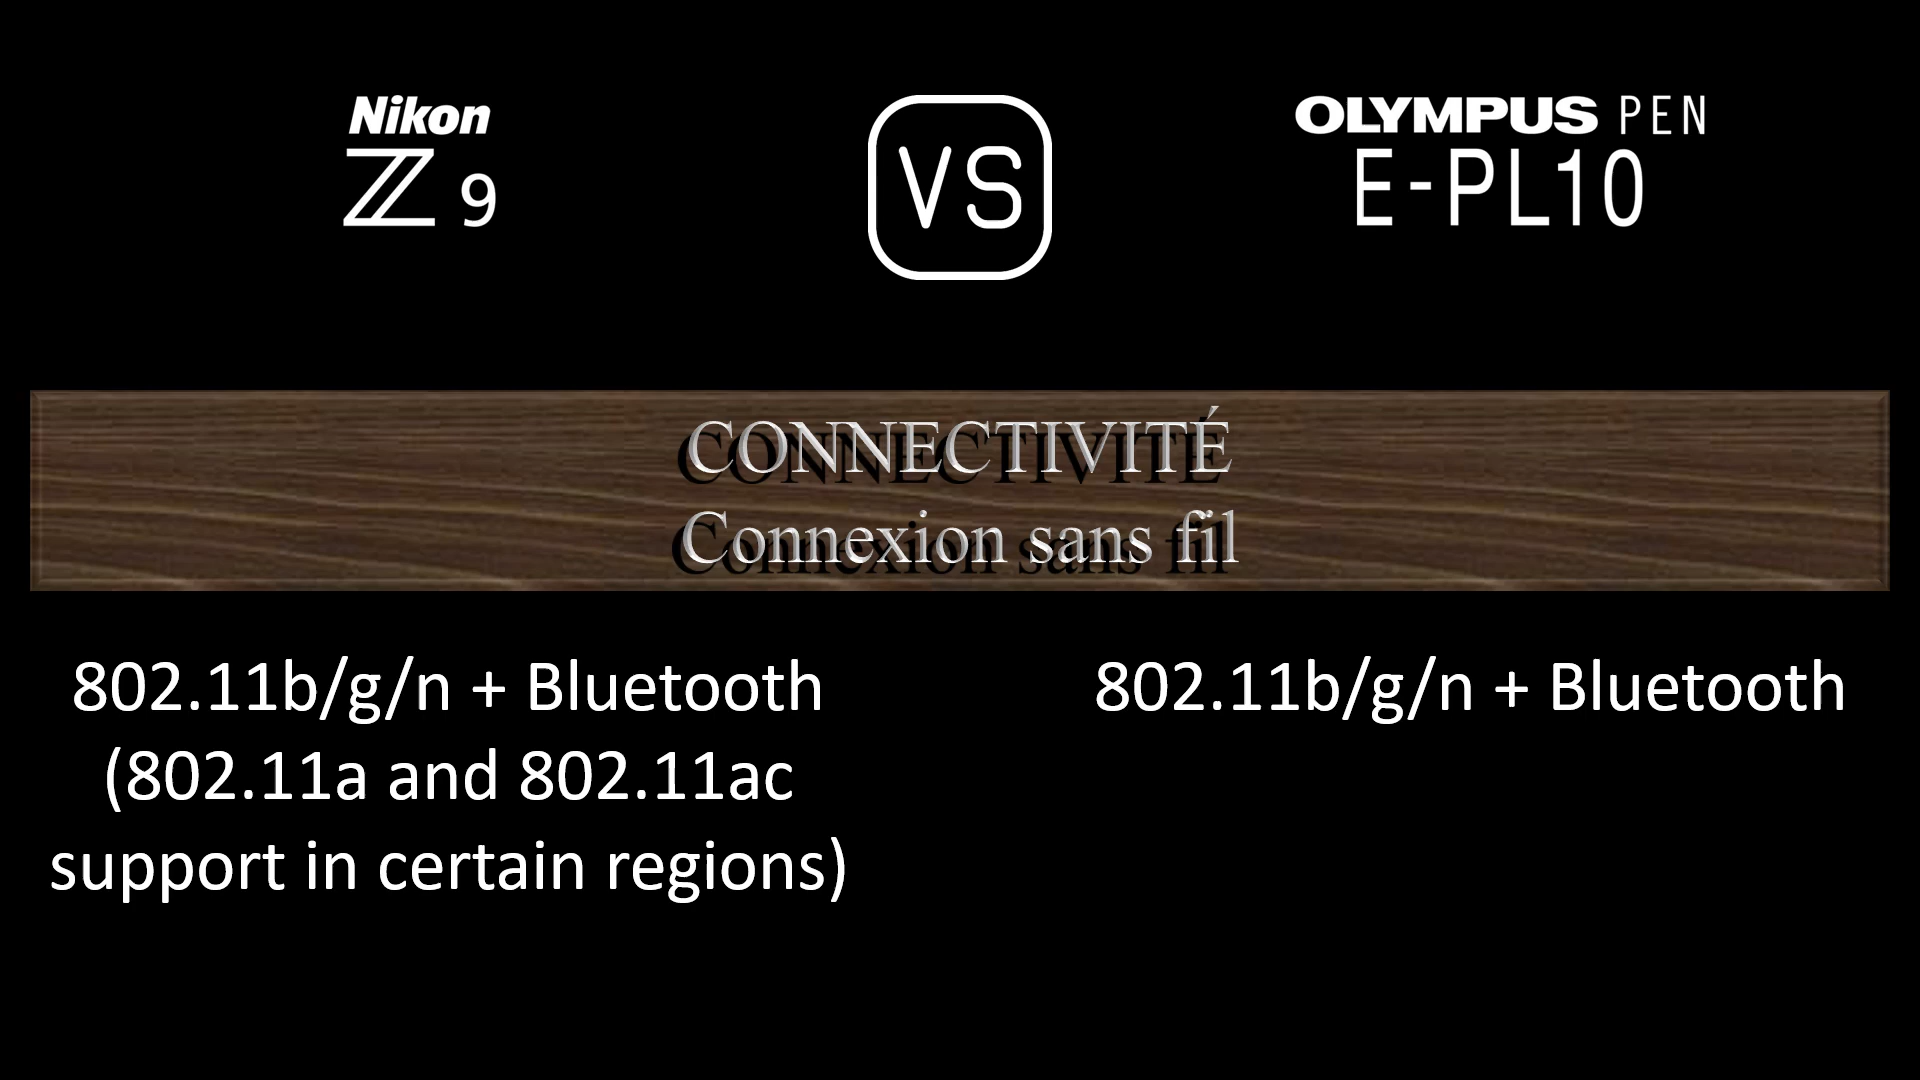 Nikon
Z 9
VS
OLYMPUS PEN
E-PL10
CONNECTIVITÉ
Connexion sans fil
802.11b/g/n + Bluetooth
(802.11a and 802.11ac
support in certain regions)
802.11b/g/n + Bluetooth